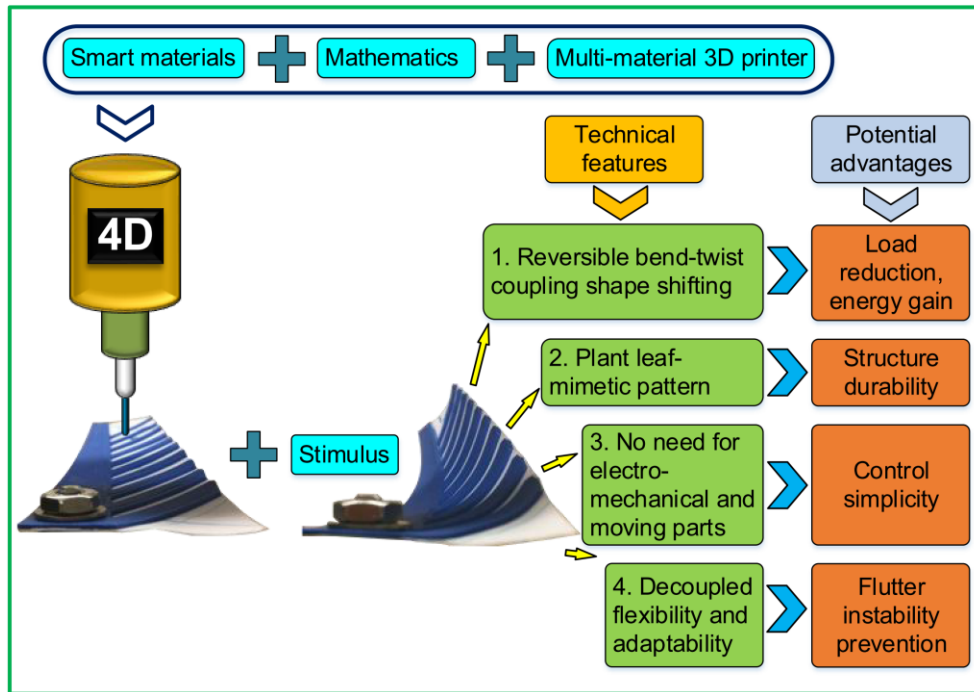 Smart materials
Mathematics
Multi-material 3D printer
4D
Stimulus
Technical
features
Potential
advantages
1. Reversible bend-twist
coupling shape shifting
Load
reduction,
energy gain
2. Plant leaf-
mimetic pattern
Structure
durability
3. No need for
electro-
mechanical and
moving parts
Control
simplicity
4. Decoupled
flexibility and
adaptability
Flutter
instability
prevention